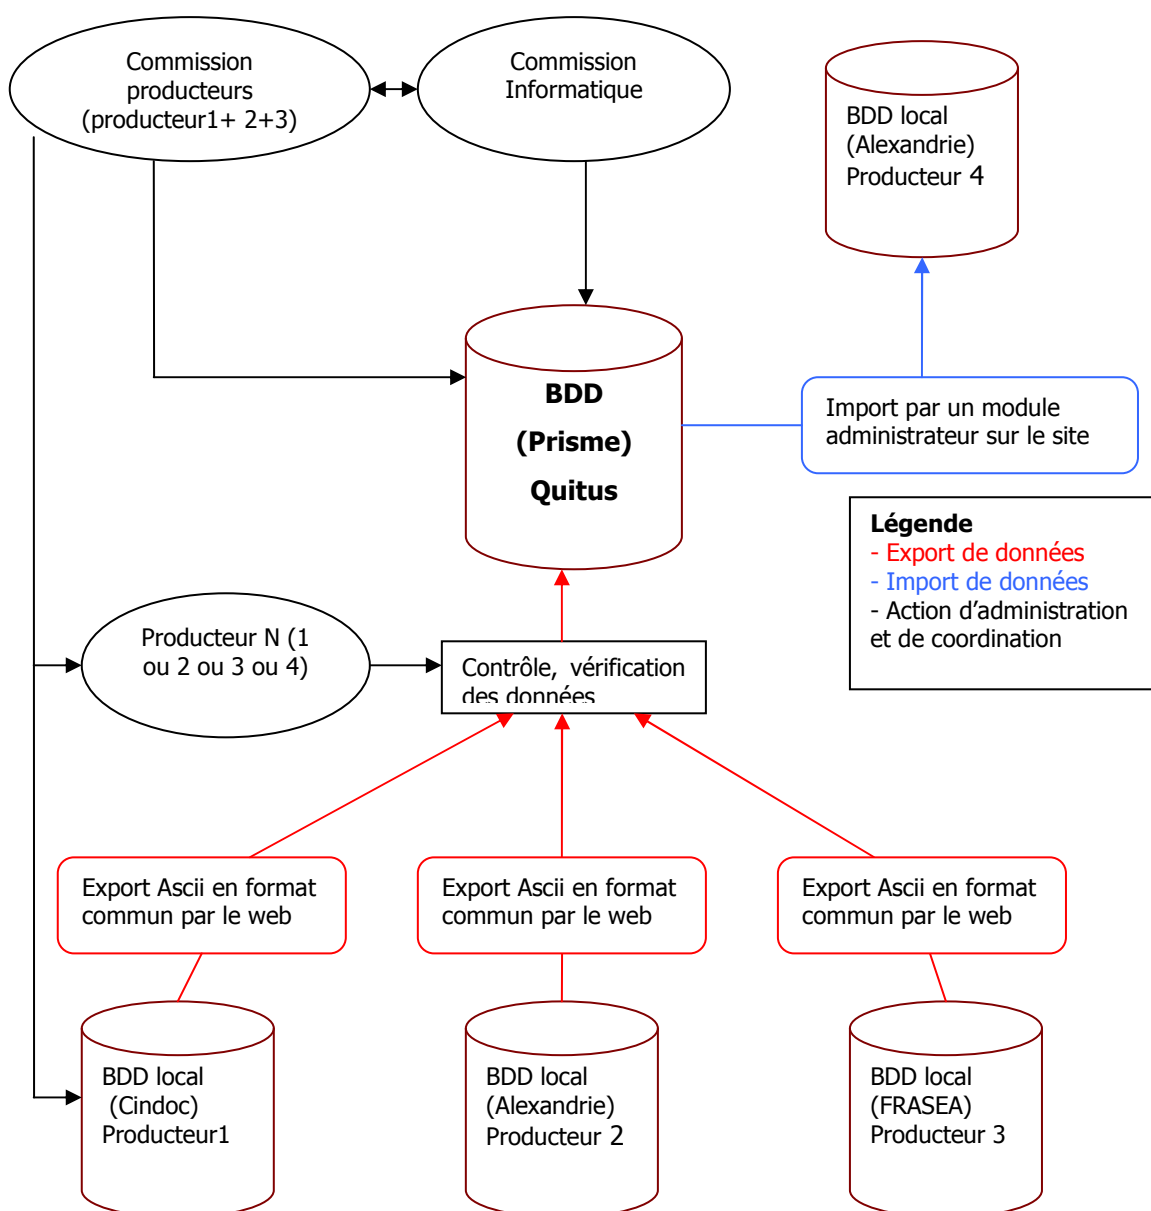 Commission
producteurs
(producteur1+ 2+3)
Commission
Informatique
BDD local
(Alexandrie)
Producteur 4
BDD
(Prisme)
Quitus
Import par un module
administrateur sur le site
Légende
- Export de données
- Import de données
- Action d’administration
et de coordination
Producteur N (1
ou 2 ou 3 ou 4)
Contrôle, vérification
des données
Export Ascii en format
commun par le web
Export Ascii en format
commun par le web
Export Ascii en format
commun par le web
BDD local
(Cindoc)
Producteur1
BDD local
(Alexandrie)
Producteur 2
BDD local
(FRASEA)
Producteur 3